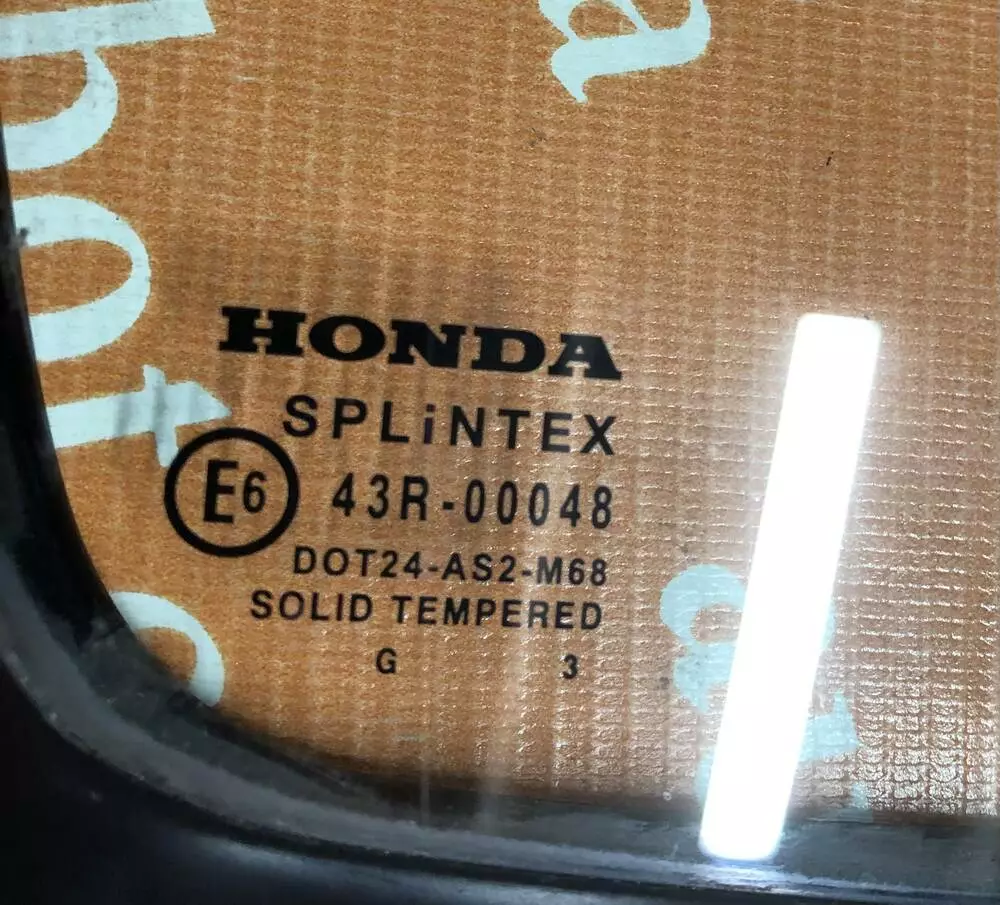 HONDA
SPLiNTEX
E6 43R-00048
DOT24-AS2-M68
SOLID TEMPERED
G 3